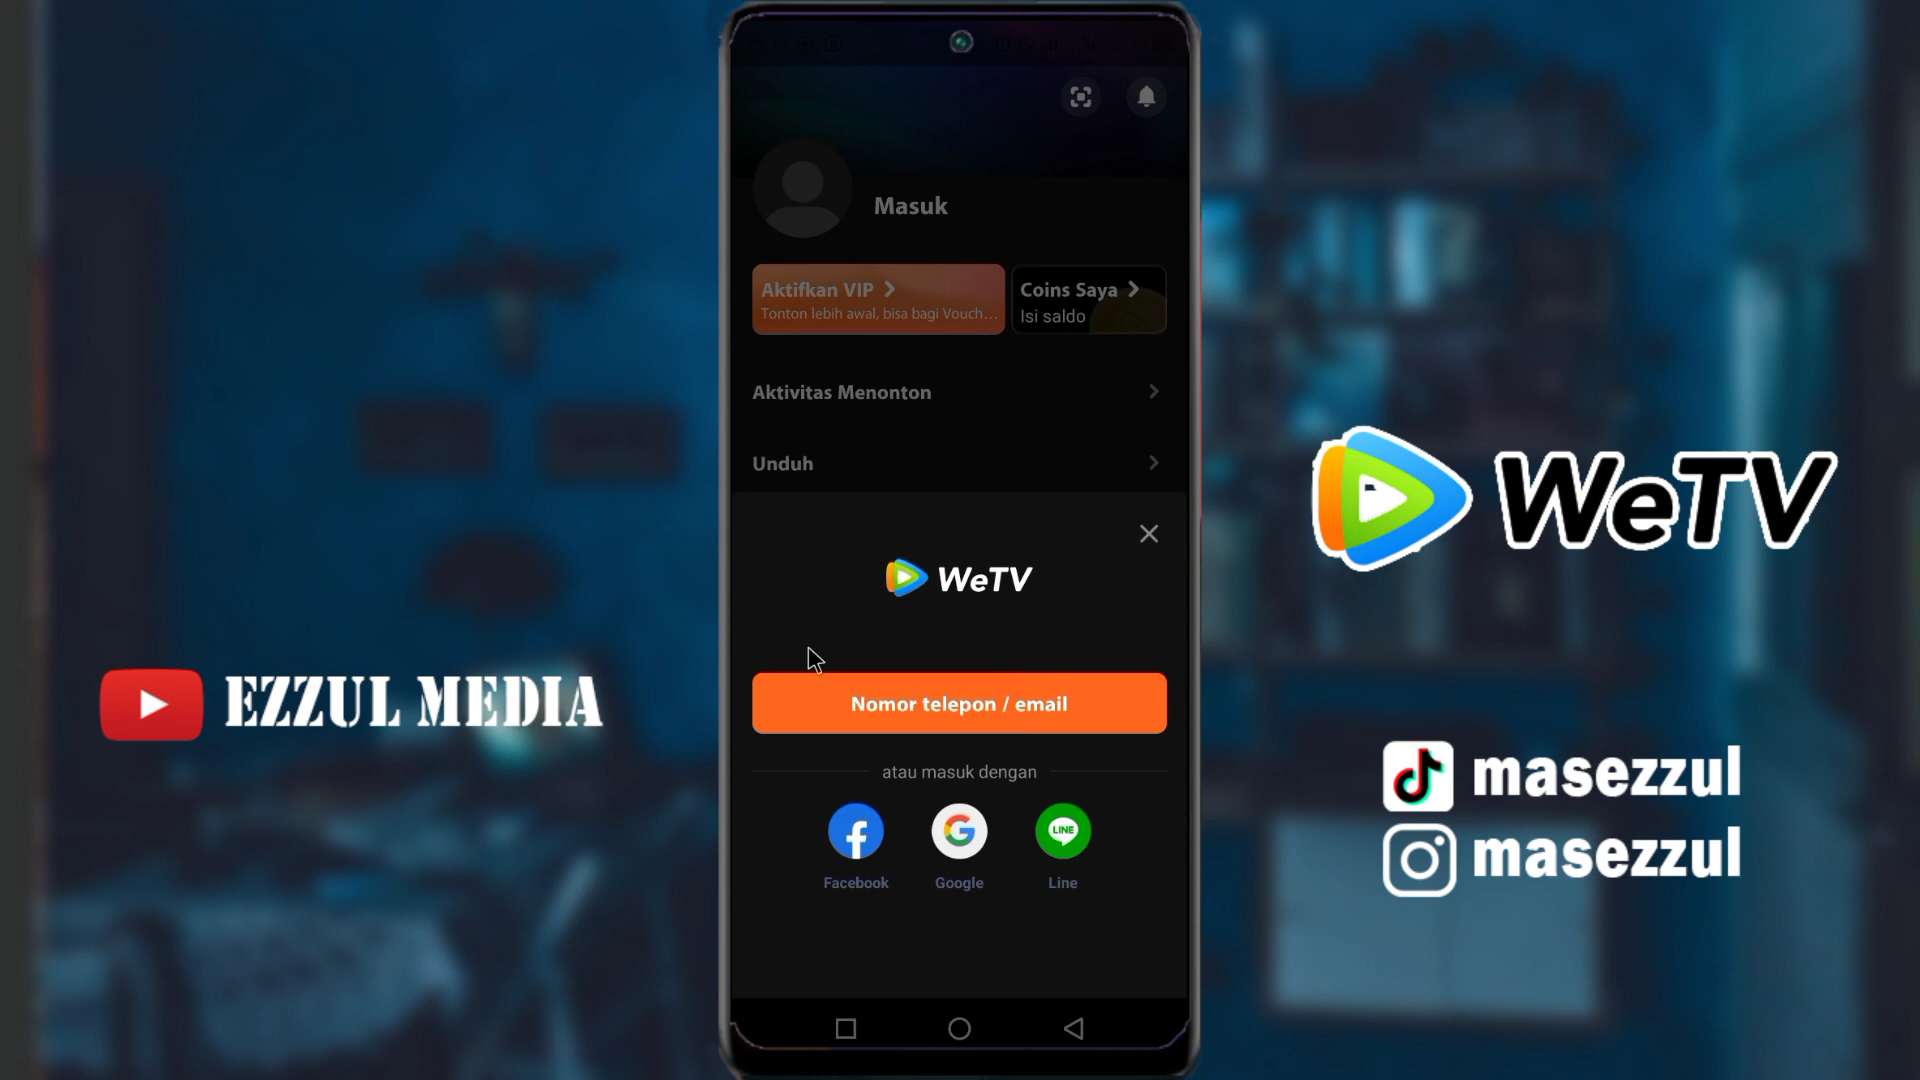 Masuk
Aktifkan VIP
Tonton lebih awal, bisa bagi Vouch...
Coins Saya
Isi saldo
Aktivitas Menonton
Unduh
WeTV
Nomor telepon / email
atau masuk dengan
LINE
Facebook
Google
Line
EZZUL MEDIA
WeTV
masezzul
masezzul